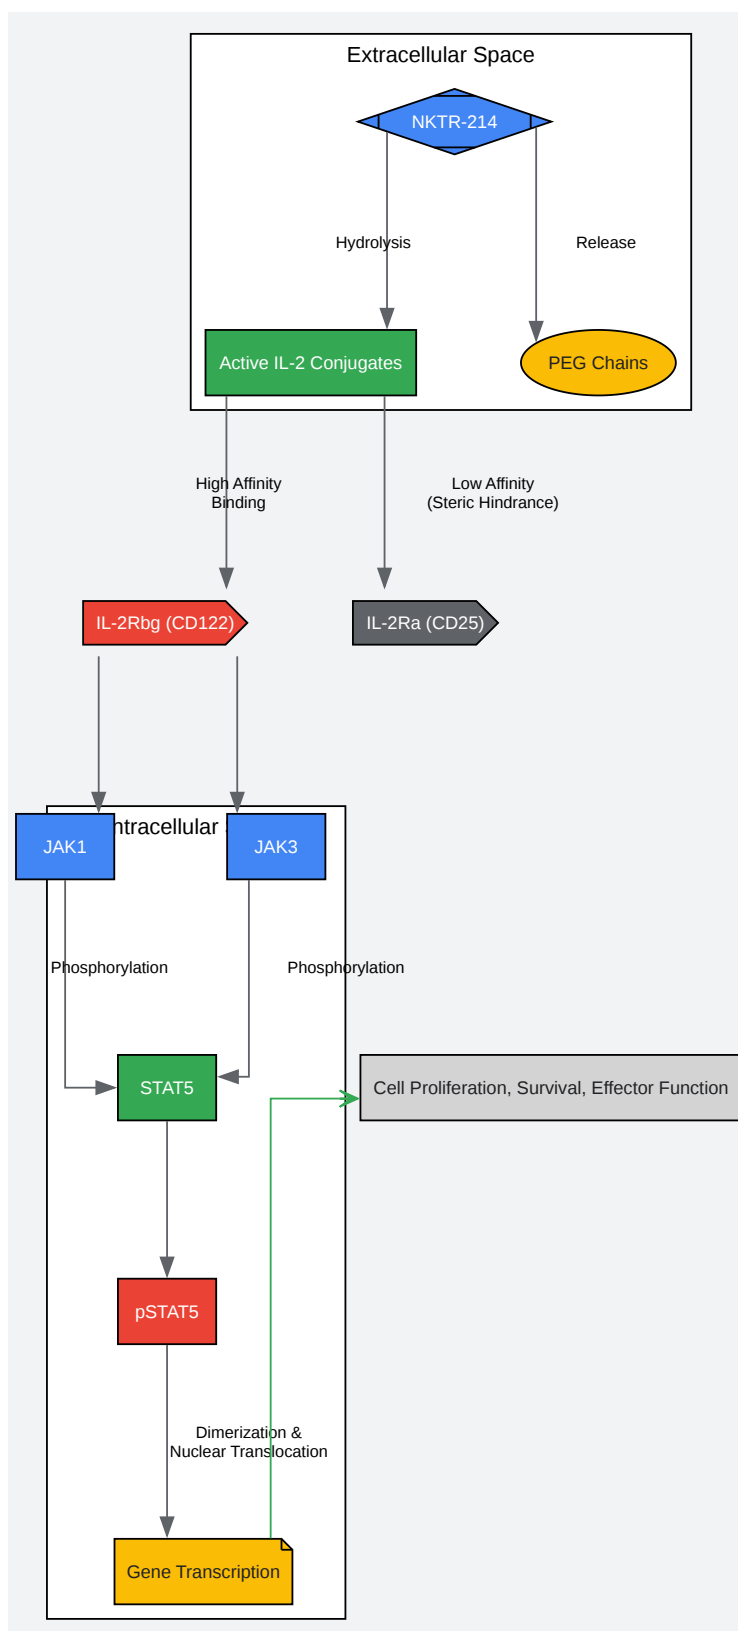 Extracellular Space
NKTR-214
Hydrolysis
Release
Active IL-2 Conjugates
PEG Chains
High Affinity
Binding
Low Affinity
(Steric Hindrance)
IL-2Rbg (CD122)
IL-2Ra (CD25)
ntracellular
JAK1
JAK3
Phosphorylation
Phosphorylation
STAT5
Cell Proliferation, Survival, Effector Function
pSTAT5
Dimerization &
Nuclear Translocation
Gene Transcription